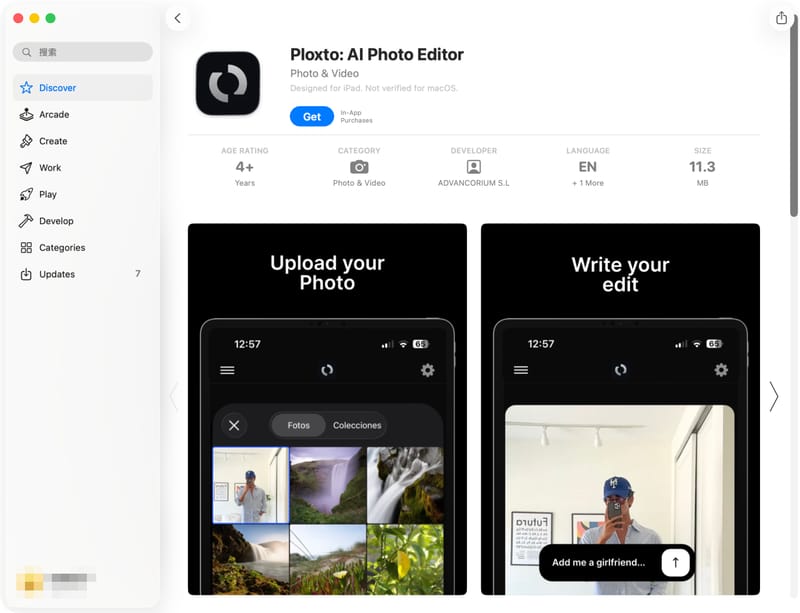 搜索
Discover
Arcade
Create
Work
Play
Develop
Categories
Updates 7
Ploxto: AI Photo Editor
Photo & Video
Designed for iPad. Not verified for macOS.
Get
In-App
Purchases
AGE RATING
4+
Years
CATEGORY
Photo & Video
DEVELOPER
ADVANCORIUM S.L
LANGUAGE
EN
+ 1 More
SIZE
11.3
MB
Upload your
Photo
12:57
65
Fotos
Colecciones
Write your
edit
12:57
65
Futura
Add me a girlfriend...